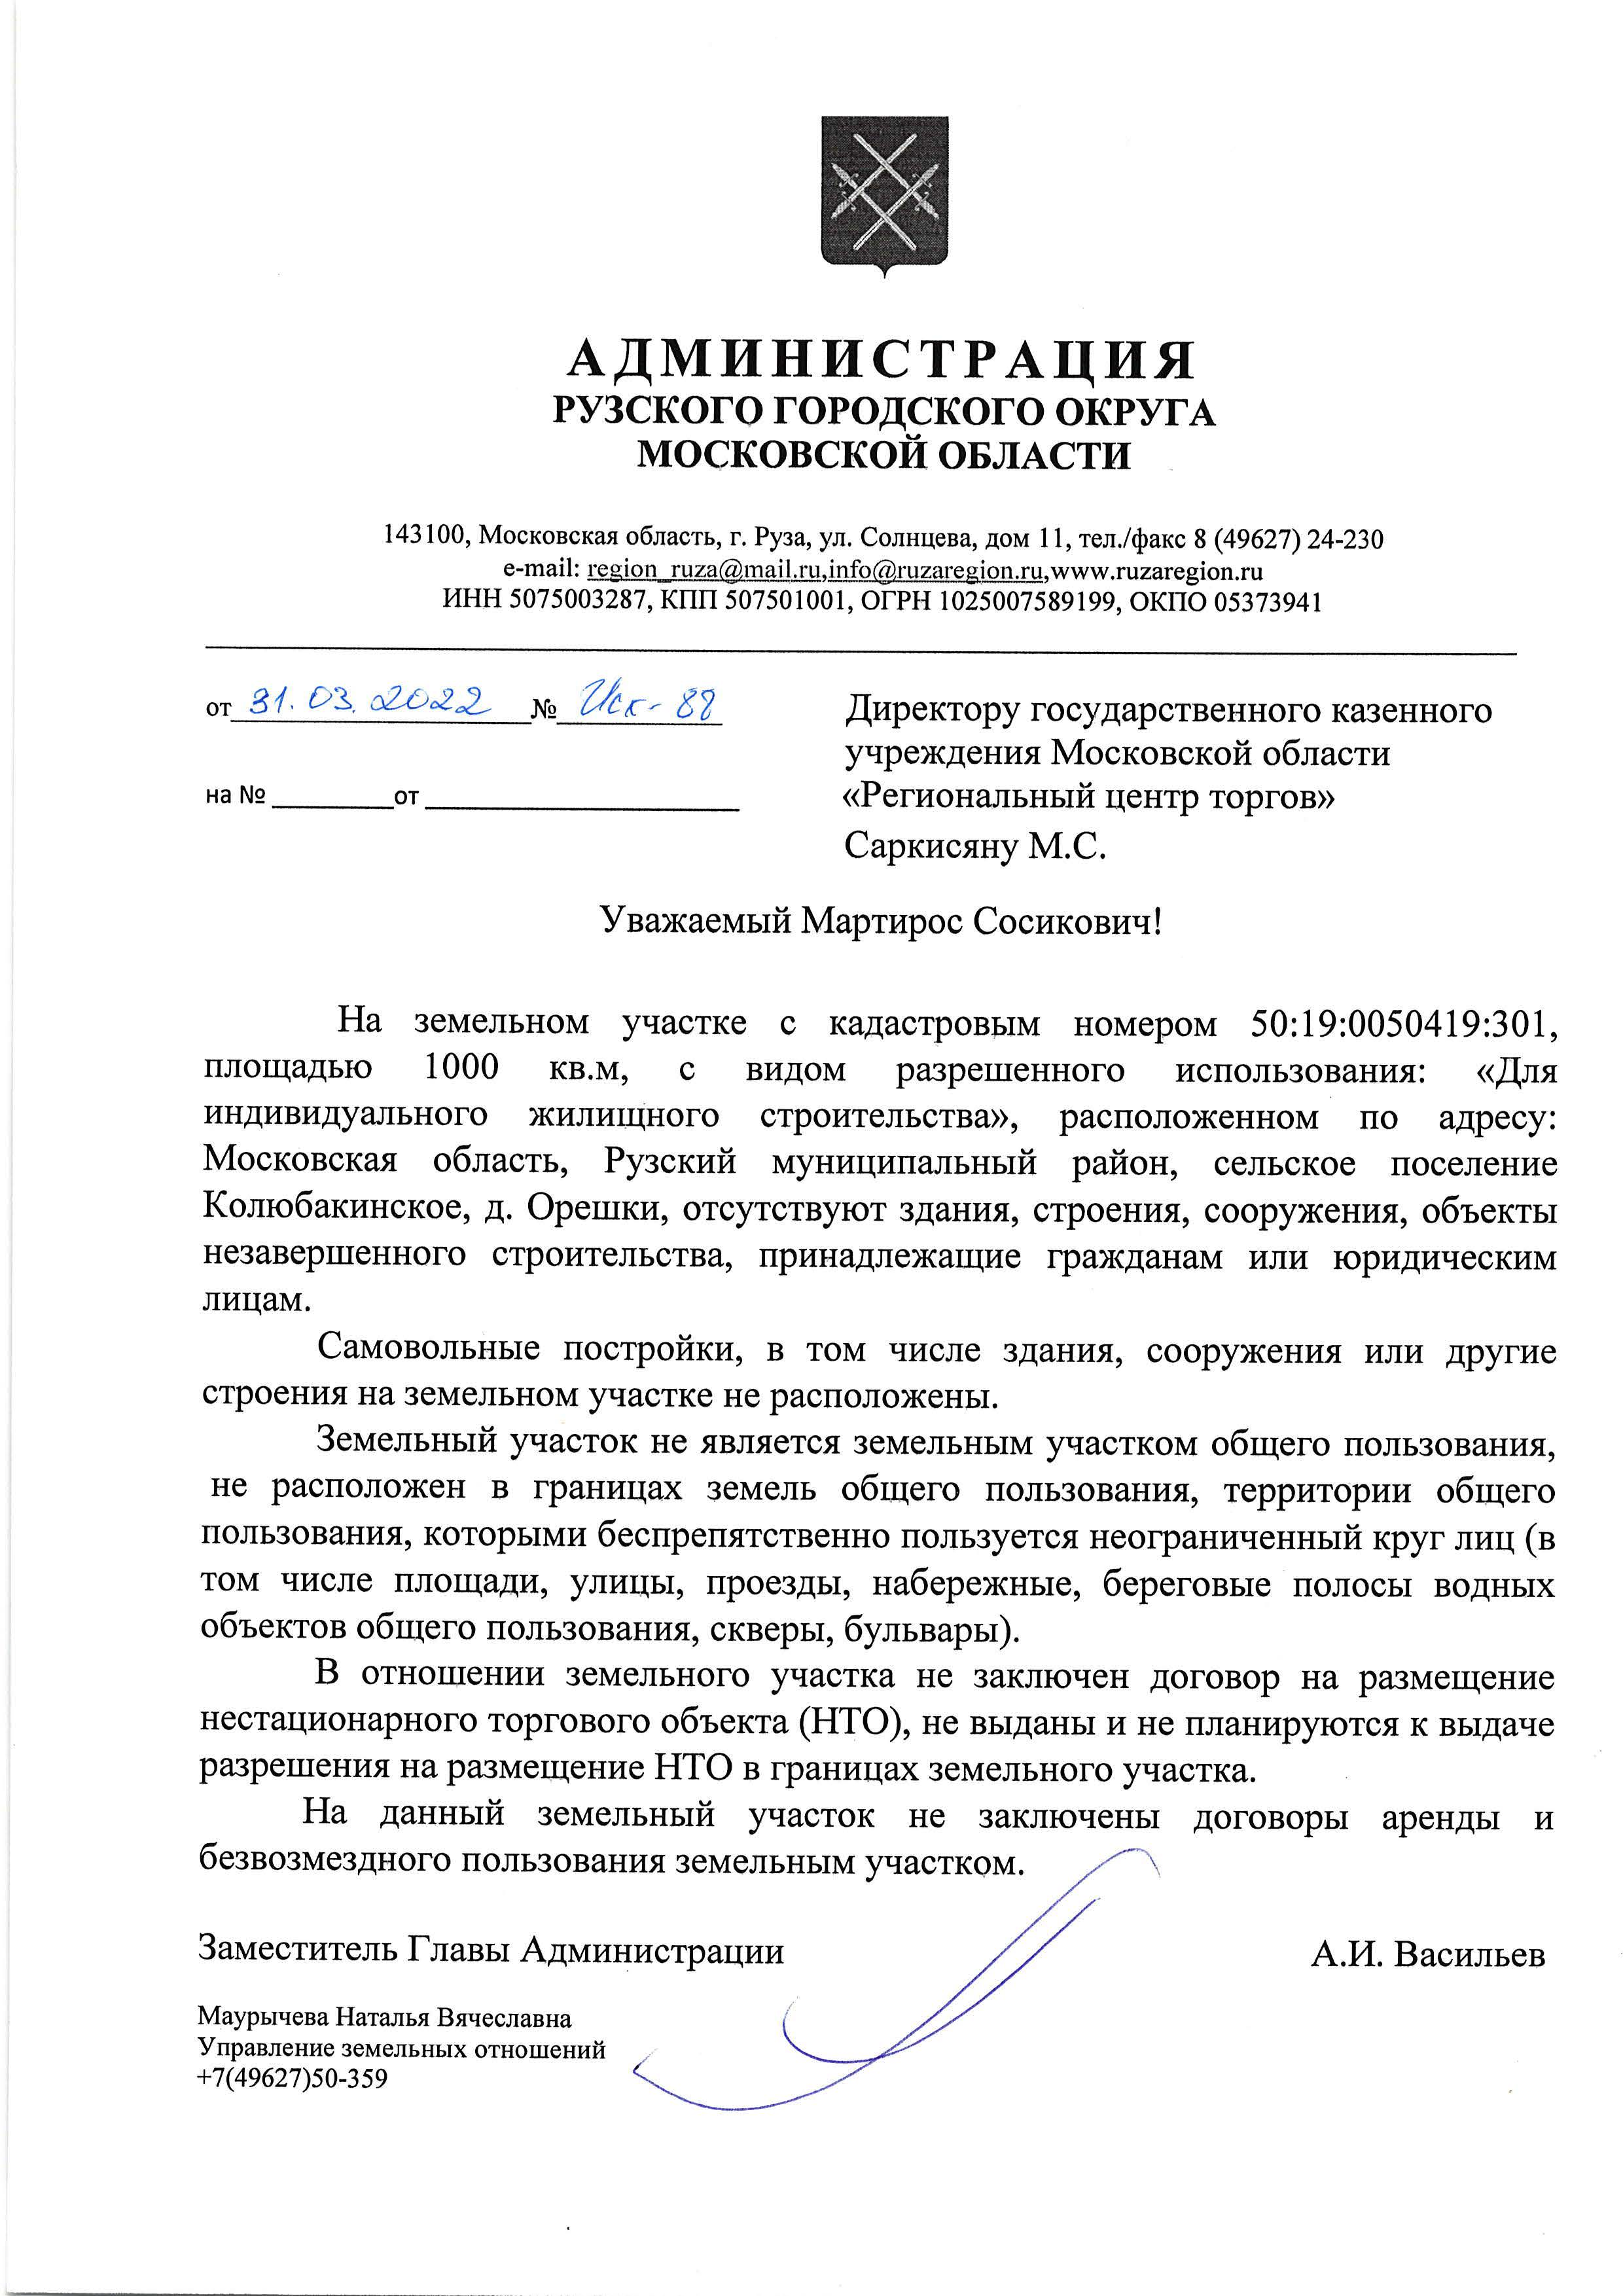 АДМИНИСТРАЦИЯ
РУЗСКОГО ГОРОДСКОГО ОКРУГА
МОСКОВСКОЙ ОБЛАСТИ
143100, Московская область, г. Руза, ул. Солнцева, дом 11, тел./факс 8 (49627) 24-230
e-mail: region_ruza@mail.ru,info@ruzaregion.ru,www.ruzaregion.ru
ИНН 5075003287, КПП 507501001, ОГРН 1025007589199, ОКПО 05373941
от 31.03.2022 № Исх-88
на № ________от ____________________
Директору государственного казенного
учреждения Московской области
«Региональный центр торгов»
Саркисяну М.С.
Уважаемый Мартирос Сосикович!
На земельном участке с кадастровым номером 50:19:0050419:301,
площадью 1000 кв.м, с видом разрешенного использования: «Для
индивидуального жилищного строительства», расположенном по адресу:
Московская область, Рузский муниципальный район, сельское поселение
Колюбакинское, д. Орешки, отсутствуют здания, строения, сооружения, объекты
незавершенного строительства, принадлежащие гражданам или юридическим
лицам.
Самовольные постройки, в том числе здания, сооружения или другие
строения на земельном участке не расположены.
Земельный участок не является земельным участком общего пользования,
не расположен в границах земель общего пользования, территории общего
пользования, которыми беспрепятственно пользуется неограниченный круг лиц (в
том числе площади, улицы, проезды, набережные, береговые полосы водных
объектов общего пользования, скверы, бульвары).
В отношении земельного участка не заключен договор на размещение
нестационарного торгового объекта (НТО), не выданы и не планируются к выдаче
разрешения на размещение НТО в границах земельного участка.
На данный земельный участок не заключены договоры аренды и
безвозмездного пользования земельным участком.
Заместитель Главы Администрации А.И. Васильев
Маурычева Наталья Вячеславна
Управление земельных отношений
+7(49627)50-359